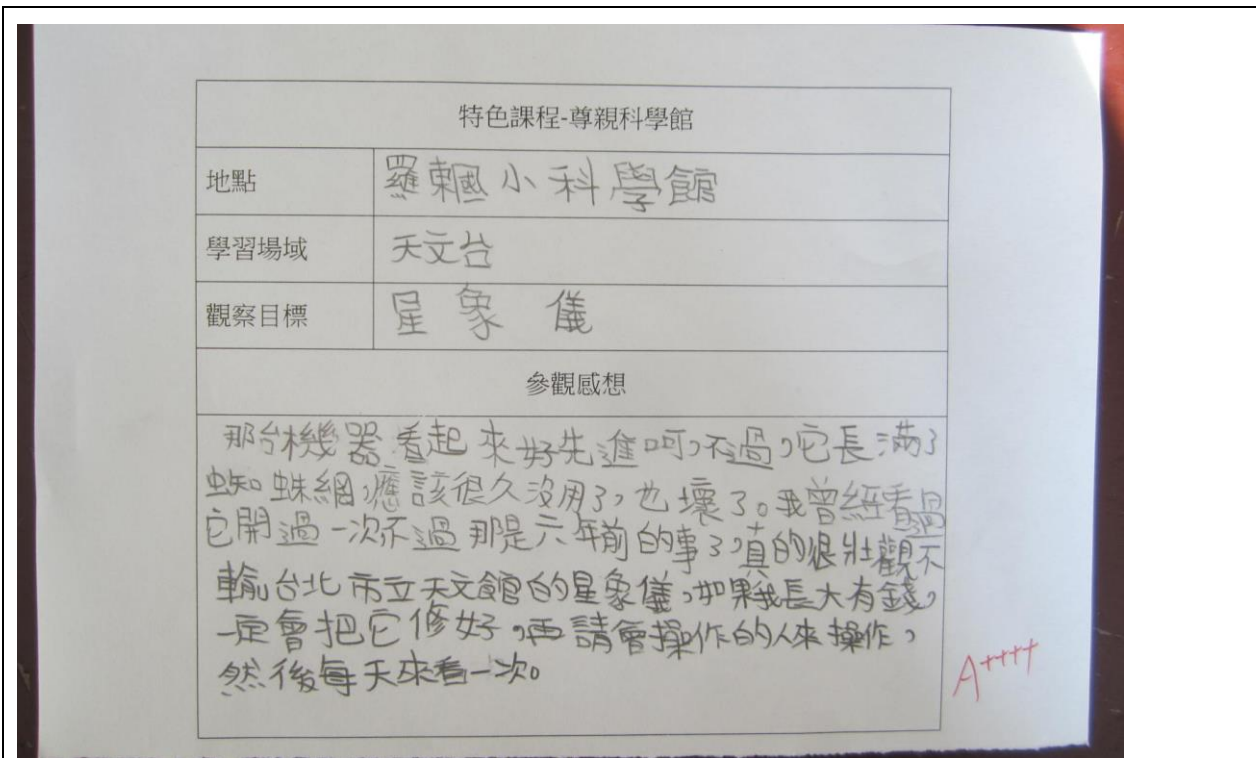 特色課程-尊親科學館
地點 羅東國小科學館
學習場域 天文台
觀察目標 星象儀
參觀感想
那台機器看起來好先進呵,不過,它長滿了
蜘蛛網,應該很久沒用了,也壞了。我曾經看過
它開過一次不過那是六年前的事了,真的很壯觀不
輸台北市立天文館的星象儀,如果我長大有錢,
一定會把它修好,再請會操作的人來操作,
然後每天來看一次。
A++++